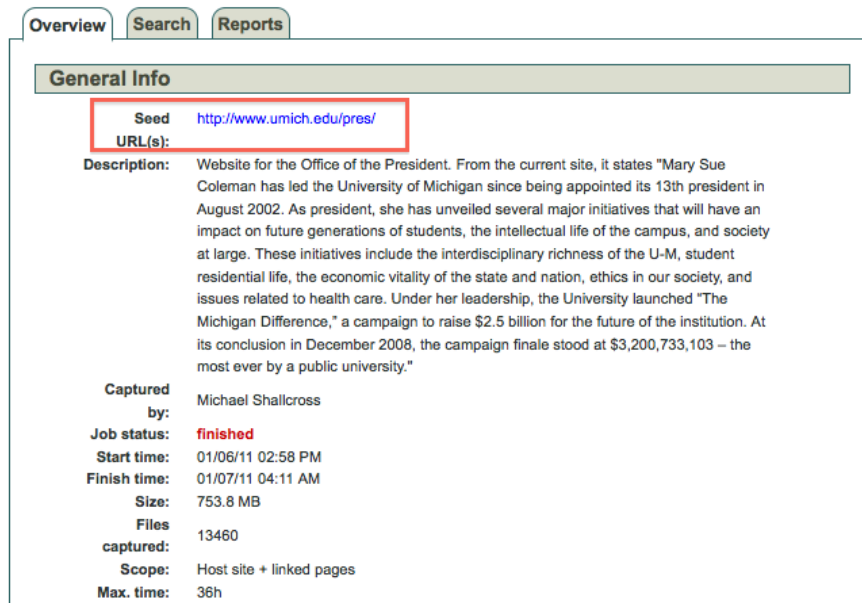 Overview Search Reports
General Info
Seed http://www.umich.edu/pres/
URL(s):
Description: Website for the Office of the President. From the current site, it states "Mary Sue
Coleman has led the University of Michigan since being appointed its 13th president in
August 2002. As president, she has unveiled several major initiatives that will have an
impact on future generations of students, the intellectual life of the campus, and society
at large. These initiatives include the interdisciplinary richness of the U-M, student
residential life, the economic vitality of the state and nation, ethics in our society, and
issues related to health care. Under her leadership, the University launched "The
Michigan Difference," a campaign to raise $2.5 billion for the future of the institution. At
its conclusion in December 2008, the campaign finale stood at $3,200,733,103 – the
most ever by a public university."
Captured
by: Michael Shallcross
Job status: finished
Start time: 01/06/11 02:58 PM
Finish time: 01/07/11 04:11 AM
Size: 753.8 MB
Files
captured: 13460
Scope: Host site + linked pages
Max. time: 36h